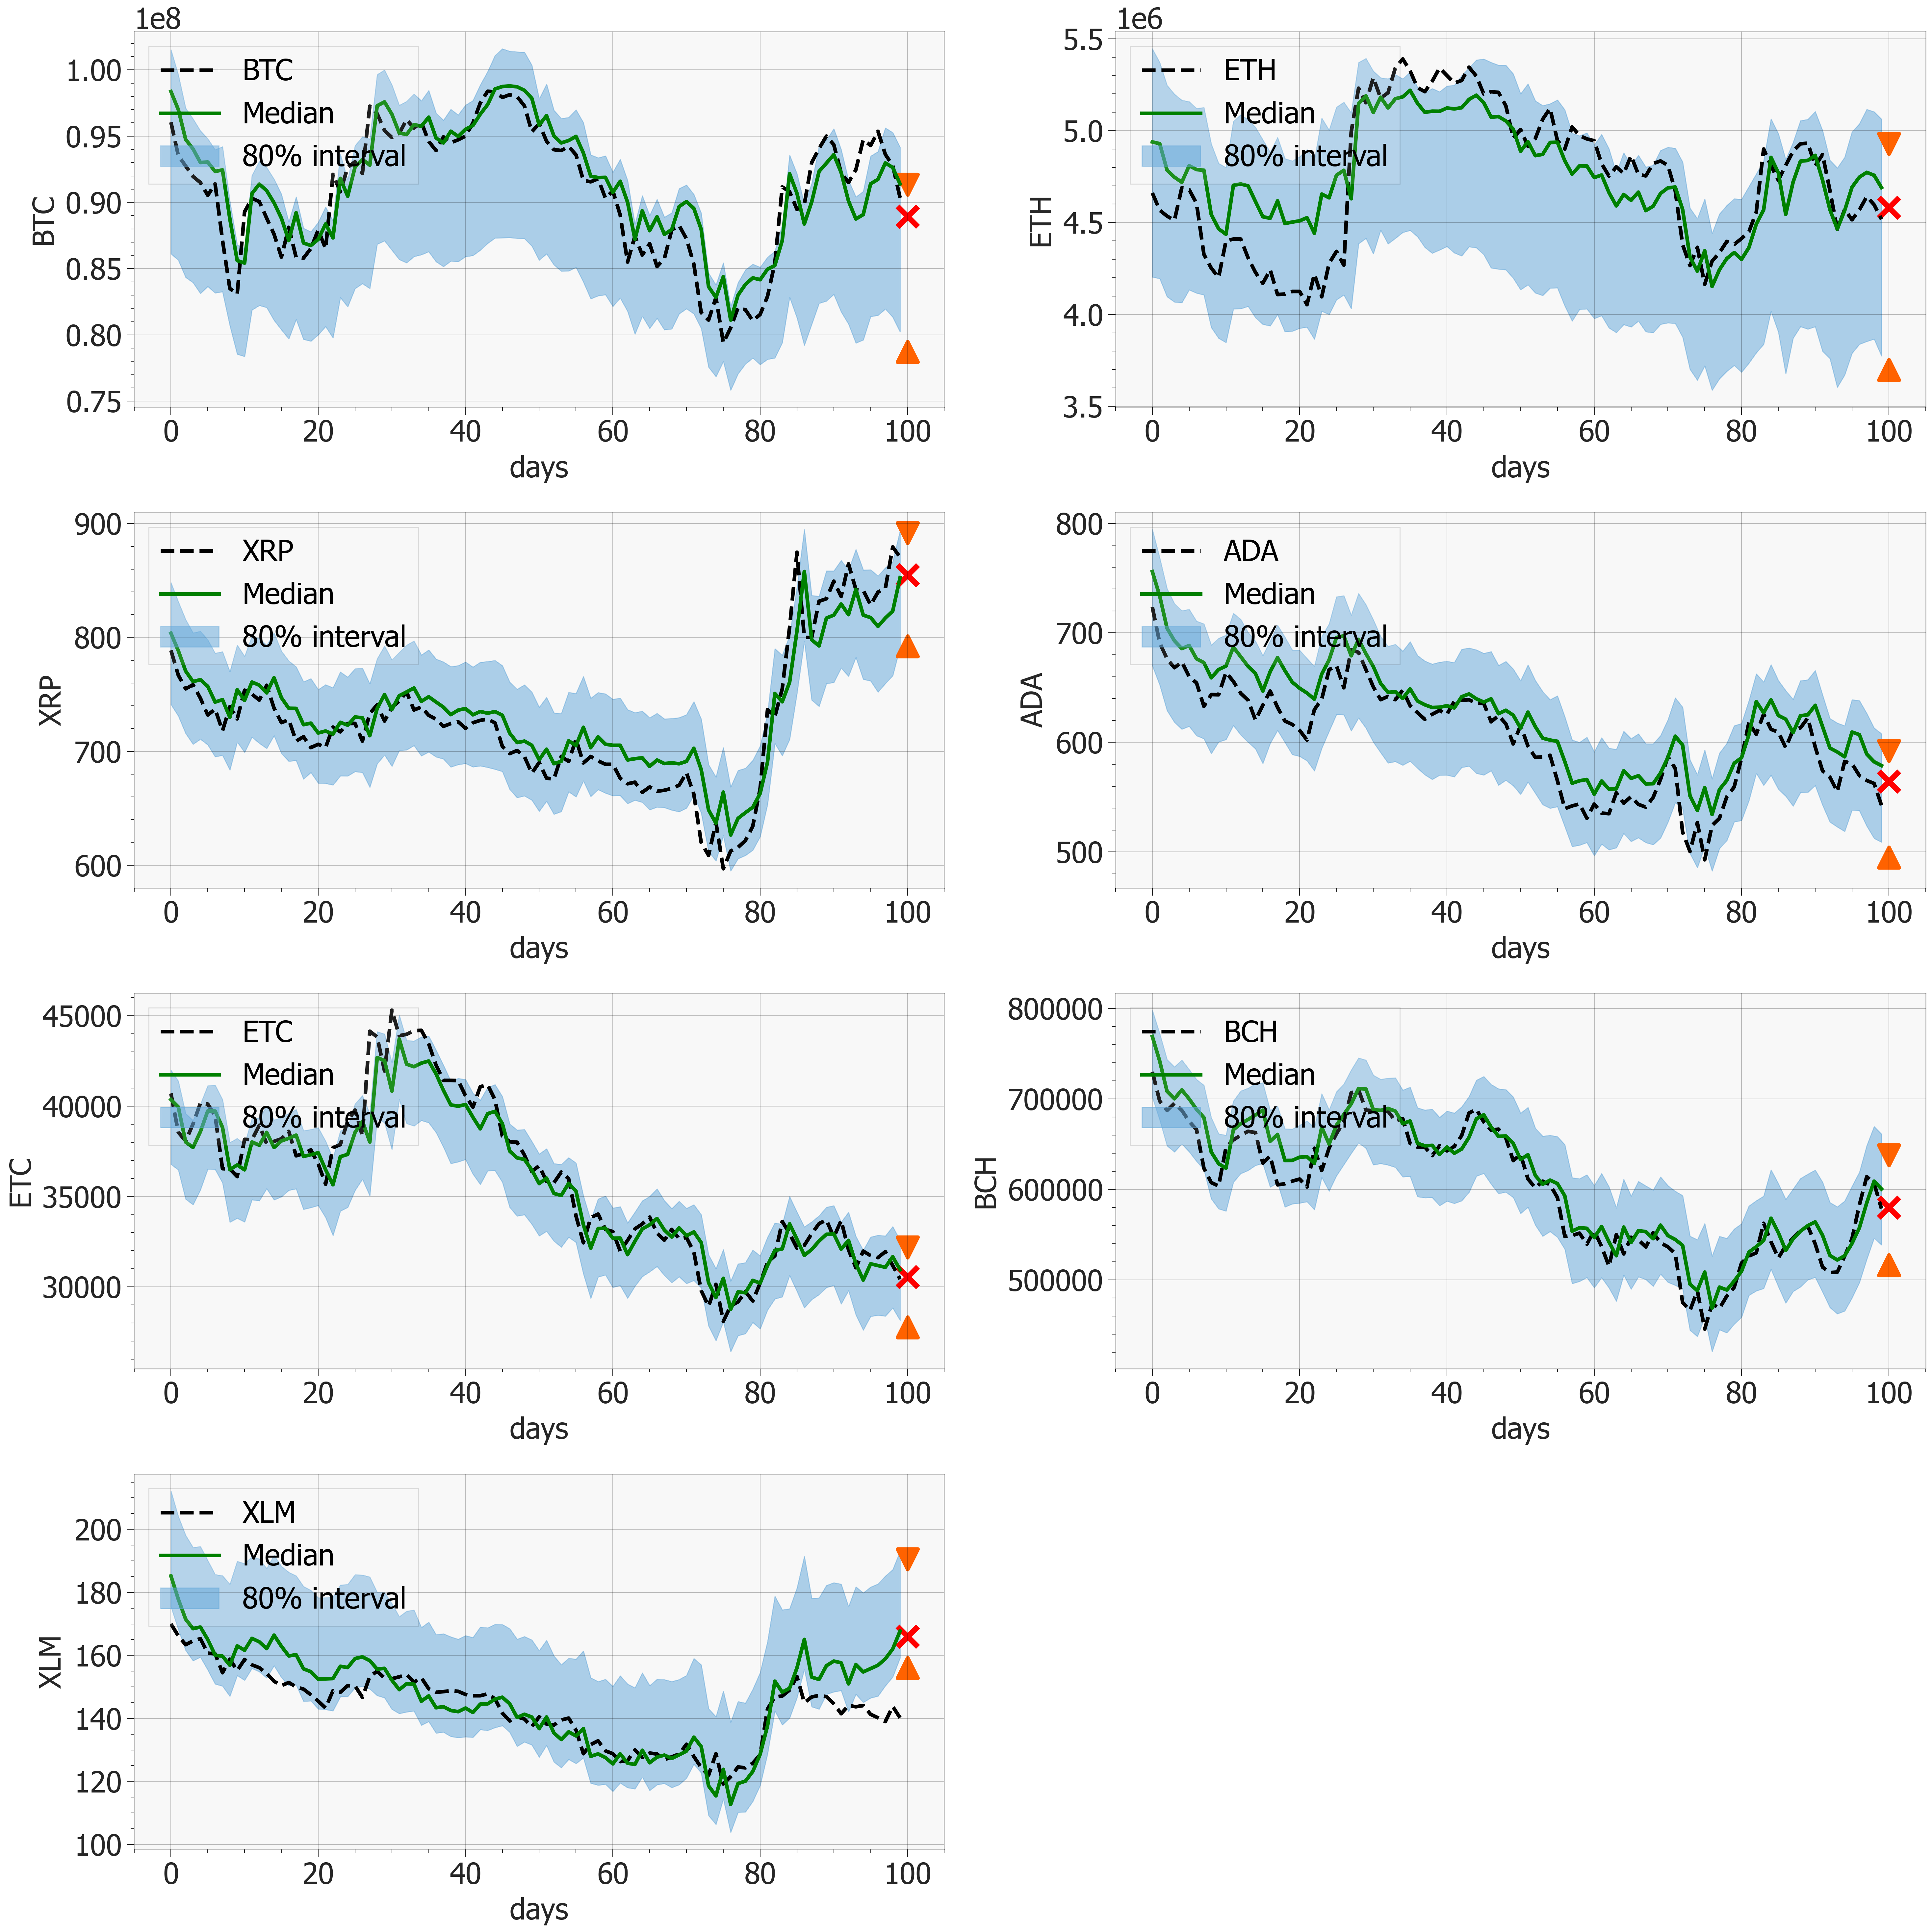 1e8
BTC
Median
80% interval
1.00
0.95
0.90
0.85
0.80
0.75
BTC
0 20 40 60 80 100
days
1e6
ETH
Median
80% interval
5.5
5.0
4.5
4.0
3.5
ETH
0 20 40 60 80 100
days
XRP
Median
80% interval
900
800
700
600
XRP
0 20 40 60 80 100
days
ADA
Median
80% interval
800
700
600
500
ADA
0 20 40 60 80 100
days
ETC
Median
80% interval
45000
40000
35000
30000
ETC
0 20 40 60 80 100
days
BCH
Median
80% interval
800000
700000
600000
500000
BCH
0 20 40 60 80 100
days
XLM
Median
80% interval
200
180
160
140
120
100
XLM
0 20 40 60 80 100
days